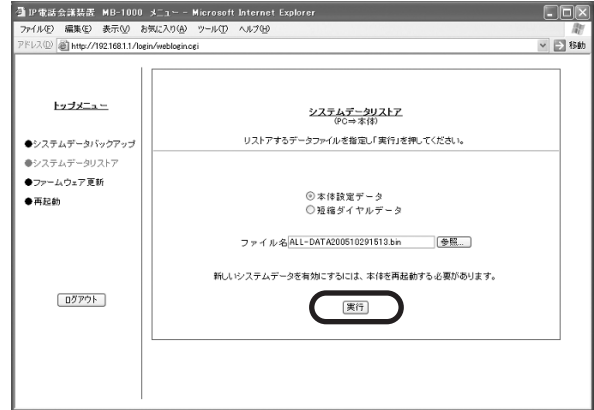 IP電話会議装置 MB-1000 メニュー - Microsoft Internet Explorer
ファイル(F) 編集(E) 表示(V) お気に入り(A) ツール(T) ヘルプ(H)
アドレス(D) http://192.168.1.1/login/weblogin.cgi 移動
トップメニュー
●システムデータバックアップ
●システムデータリストア
●ファームウェア更新
●再起動
ログアウト
システムデータリストア
(PC⇒本体)
リストアするデータファイルを指定し「実行」を押してください。
本体設定データ
短縮ダイヤルデータ
ファイル名 ALL-DATA200510291513.bin 参照...
新しいシステムデータを有効にするには、本体を再起動する必要があります。
実行